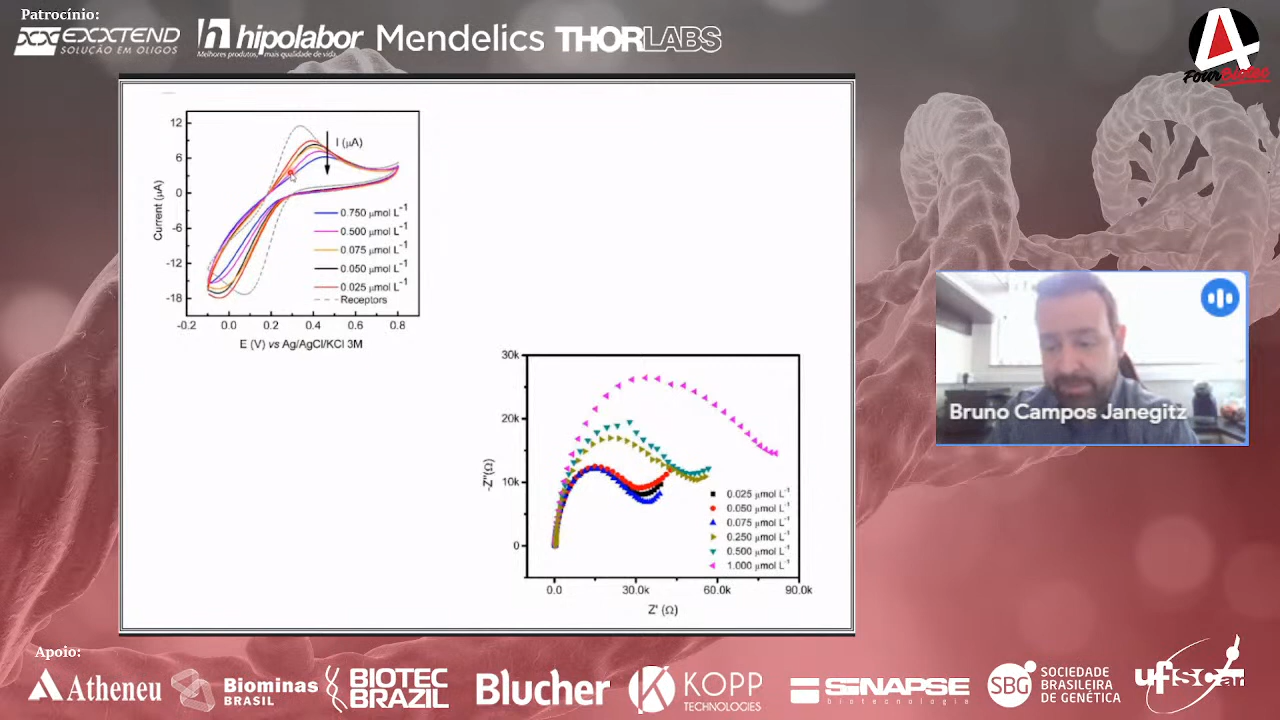 Patrocínio:
EXXTEND
SOLUÇÃO EM OLIGOS
hipolabor
Melhores produtos, mais qualidade de vida.
Mendelics
THORLABS
4
FourBiotec
12
6
0
-6
-12
-18
Current (µA)
I (µA)
0.750 µmol L⁻¹
0.500 µmol L⁻¹
0.075 µmol L⁻¹
0.050 µmol L⁻¹
0.025 µmol L⁻¹
Receptors
-0.2 0.0 0.2 0.4 0.6 0.8
E (V) vs Ag/AgCl/KCl 3M
30k
20k
10k
0
-Z"(Ω)
0.025 µmol L⁻¹
0.050 µmol L⁻¹
0.075 µmol L⁻¹
0.250 µmol L⁻¹
0.500 µmol L⁻¹
1.000 µmol L⁻¹
0.0 30.0k 60.0k 90.0k
Z' (Ω)
Bruno Campos Janegitz
Apoio:
Atheneu
Biominas
BRASIL
BIOTEC
BRAZIL
Blucher
K KOPP
TECHNOLOGIES
SINAPSE
biotecnologia
SBG
SOCIEDADE
BRASILEIRA
DE GENÉTICA
ufscar